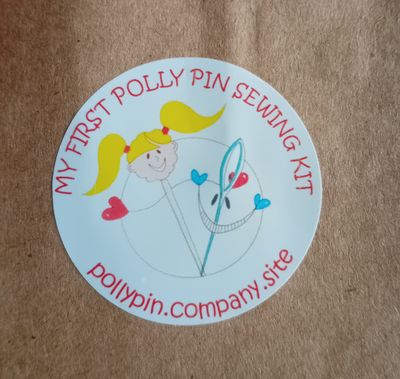 MY FIRST POLLY PIN SEWING KIT
pollypin.company.site